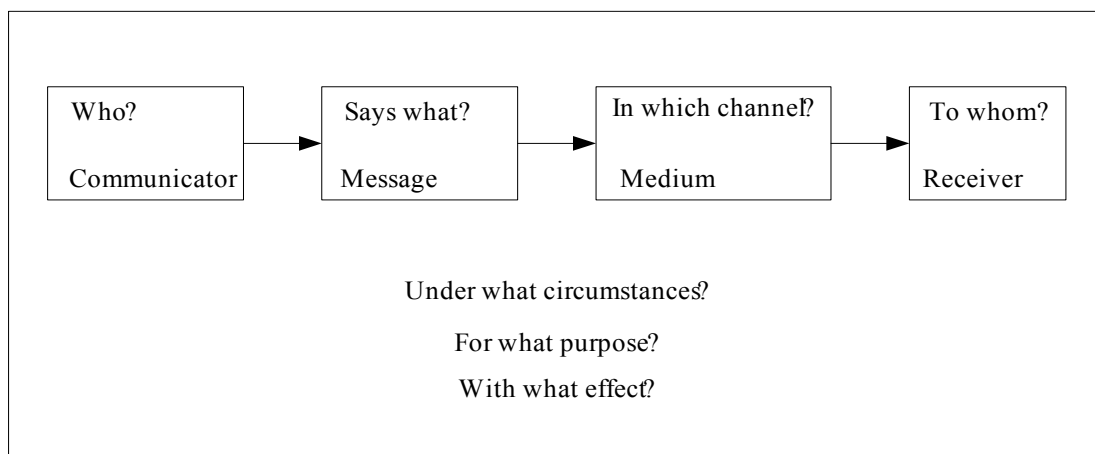 Who?
Communicator
Says what?
Message
In which channel?
Medium
To whom?
Receiver
Under what circumstances?
For what purpose?
With what effect?